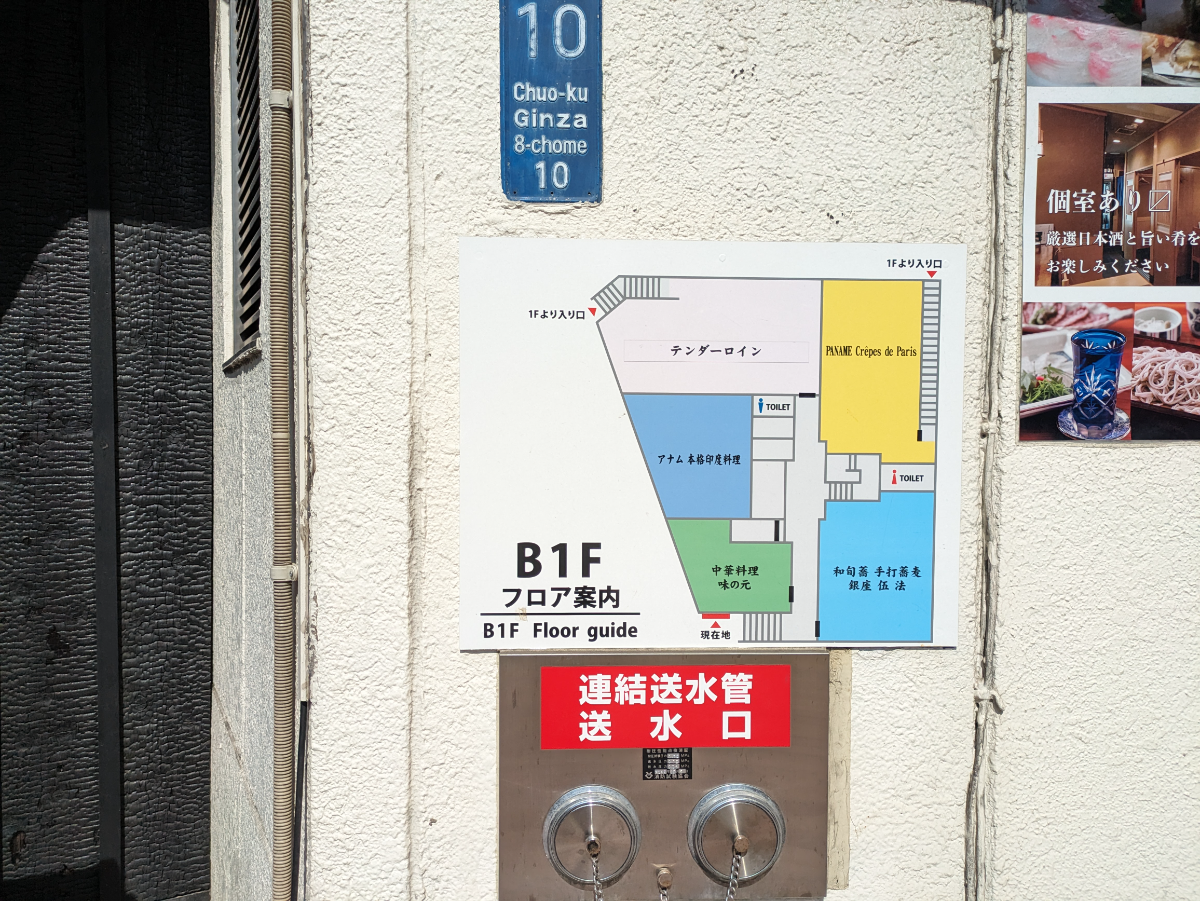 10
Chuo-ku
Ginza
8-chome
10
個室あり〼
厳選日本酒と旨い肴を
お楽しみください
1Fより入り口
1Fより入り口
テンダーロイン
PANAME Crêpes de Paris
TOILET
アナム 本格印度料理
TOILET
中華料理
味の元
和旬蕎 手打蕎麦
銀座 伍 法
B1F
フロア案内
B1F Floor guide
現在地
連結送水管
送水口